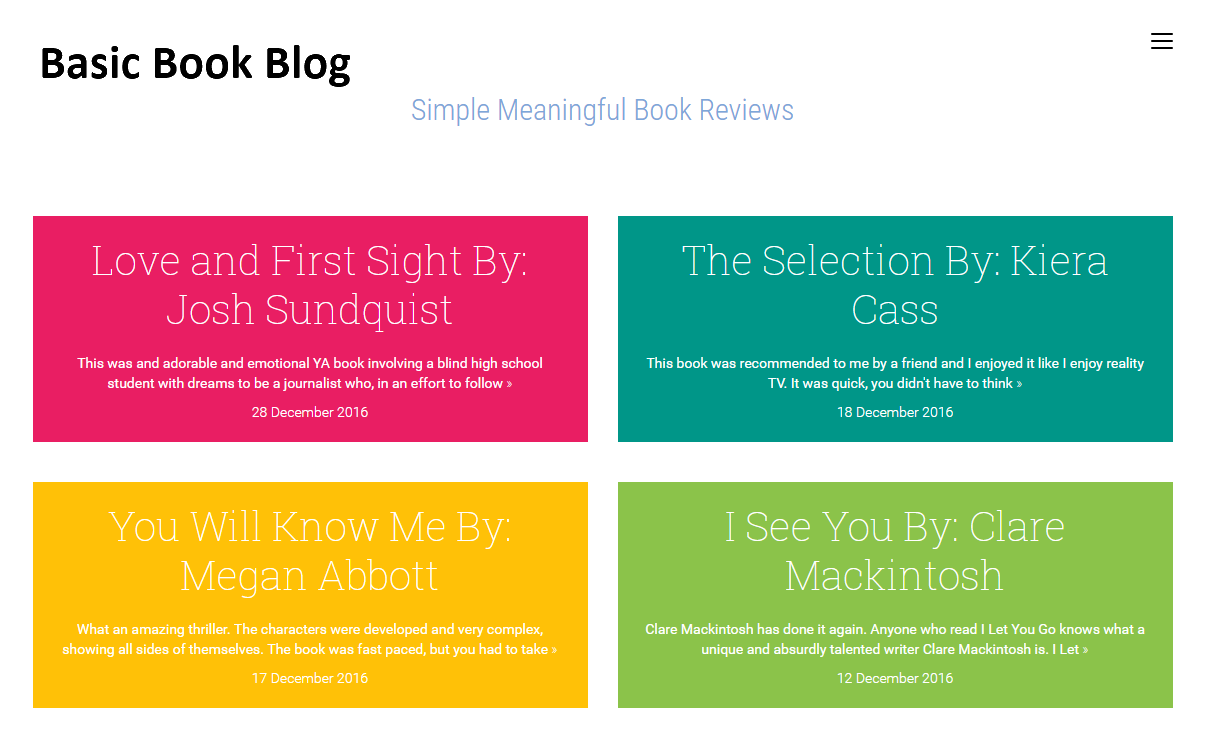 Basic Book Blog
Simple Meaningful Book Reviews
Love and First Sight By:
Josh Sundquist
This was and adorable and emotional YA book involving a blind high school
student with dreams to be a journalist who, in an effort to follow »
28 December 2016
The Selection By: Kiera
Cass
This book was recommended to me by a friend and I enjoyed it like I enjoy reality
TV. It was quick, you didn't have to think »
18 December 2016
You Will Know Me By:
Megan Abbott
What an amazing thriller. The characters were developed and very complex,
showing all sides of themselves. The book was fast paced, but you had to take »
17 December 2016
I See You By: Clare
Mackintosh
Clare Mackintosh has done it again. Anyone who read I Let You Go knows what a
unique and absurdly talented writer Clare Mackintosh is. I Let »
12 December 2016